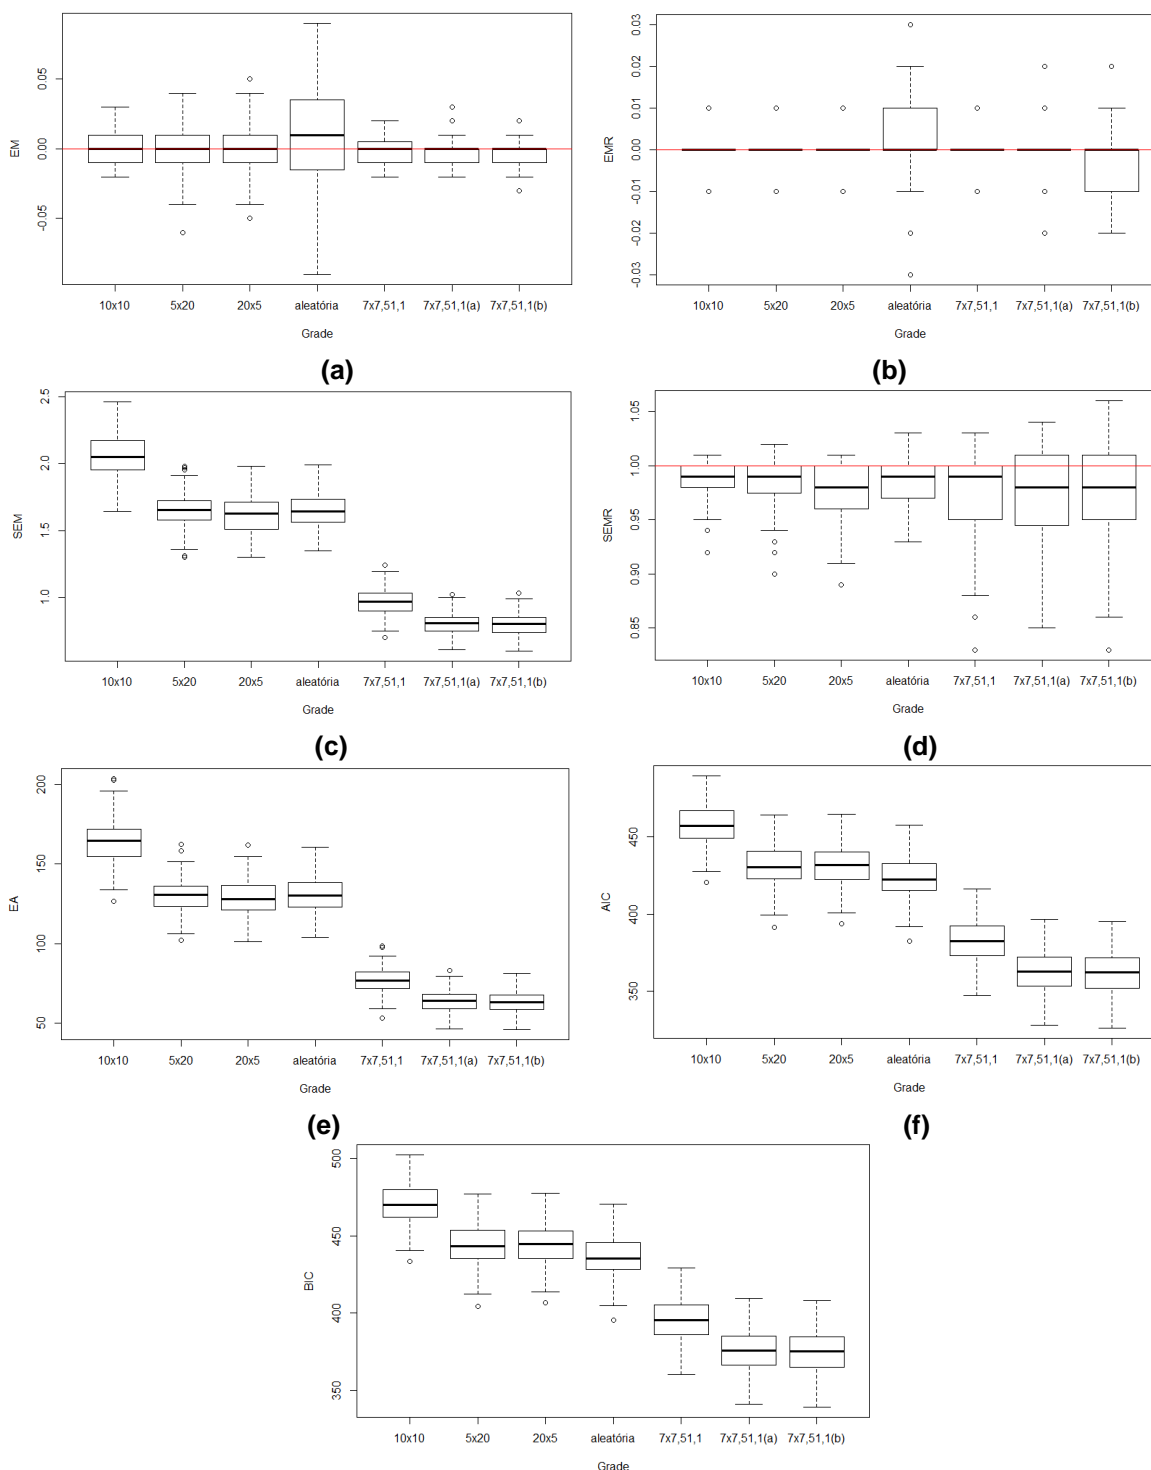 EM
0.05
0.00
-0.05
10x10 5x20 20x5 aleatória 7x7,51,1 7x7,51,1(a) 7x7,51,1(b)
Grade
(a)
EMR
0.03
0.02
0.01
0.00
-0.01
-0.02
-0.03
10x10 5x20 20x5 aleatória 7x7,51,1 7x7,51,1(a) 7x7,51,1(b)
Grade
(b)
SEM
2.5
2.0
1.5
1.0
10x10 5x20 20x5 aleatória 7x7,51,1 7x7,51,1(a) 7x7,51,1(b)
Grade
(c)
SEMR
1.05
1.00
0.95
0.90
0.85
10x10 5x20 20x5 aleatória 7x7,51,1 7x7,51,1(a) 7x7,51,1(b)
Grade
(d)
EA
200
150
100
50
10x10 5x20 20x5 aleatória 7x7,51,1 7x7,51,1(a) 7x7,51,1(b)
Grade
(e)
AIC
450
400
350
10x10 5x20 20x5 aleatória 7x7,51,1 7x7,51,1(a) 7x7,51,1(b)
Grade
(f)
BIC
500
450
400
350
10x10 5x20 20x5 aleatória 7x7,51,1 7x7,51,1(a) 7x7,51,1(b)
Grade